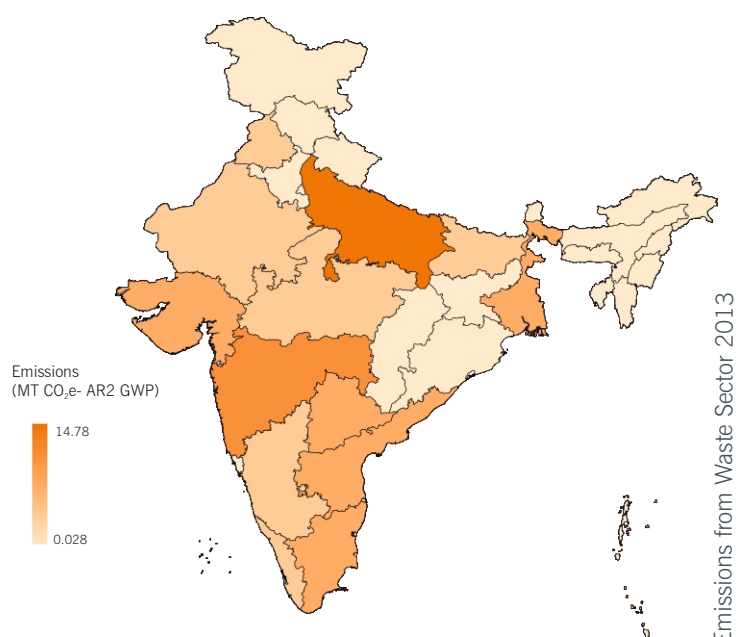 Emissions
(MT CO₂e- AR2 GWP)
14.78
0.028
Emissions from Waste Sector 2013